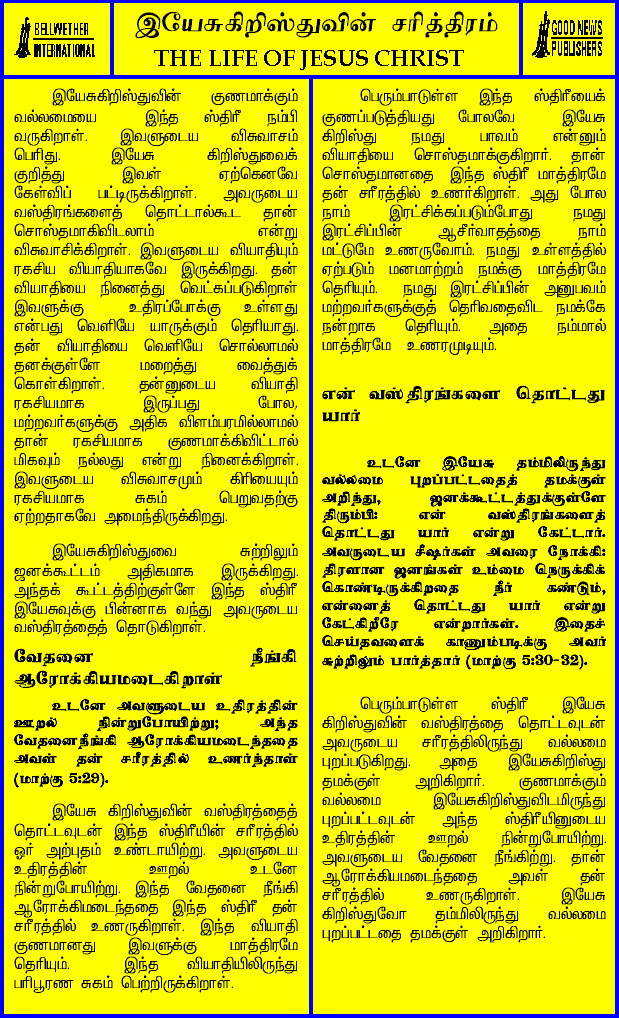 BELLWETHER
INTERNATIONAL
இயேசுகிறிஸ்துவின் சரித்திரம்
THE LIFE OF JESUS CHRIST
GOOD NEWS
PUBLISHERS
இயேசுகிறிஸ்துவின் குணமாக்கும்
வல்லமையை இந்த ஸ்திரீ நம்பி
வருகிறாள். இவளுடைய விசுவாசம்
பெரிது. இயேசு கிறிஸ்துவைக்
குறித்து இவள் ஏற்கெனவே
கேள்விப் பட்டிருக்கிறாள். அவருடைய
வஸ்திரங்களைத் தொட்டால்கூட தான்
சொஸ்தமாகிவிடலாம் என்று
விசுவாசிக்கிறாள். இவளுடைய வியாதியும்
ரகசிய வியாதியாகவே இருக்கிறது. தன்
வியாதியை நினைத்து வெட்கப்படுகிறாள்
இவளுக்கு உதிரப்போக்கு உள்ளது
என்பது வெளியே யாருக்கும் தெரியாது.
தன் வியாதியை வெளியே சொல்லாமல்
தனக்குள்ளே மறைத்து வைத்துக்
கொள்கிறாள். தன்னுடைய வியாதி
ரகசியமாக இருப்பது போல,
மற்றவர்களுக்கு அதிக விளம்பரமில்லாமல்
தான் ரகசியமாக குணமாக்கிவிட்டால்
மிகவும் நல்லது என்று நினைக்கிறாள்.
இவளுடைய விசுவாசமும் கிரியையும்
ரகசியமாக சுகம் பெறுவதற்கு
ஏற்றதாகவே அமைந்திருக்கிறது.
இயேசுகிறிஸ்துவை சுற்றிலும்
ஜனக்கூட்டம் அதிகமாக இருக்கிறது.
அந்தக் கூட்டத்திற்குள்ளே இந்த ஸ்திரீ
இயேசுவுக்கு பின்னாக வந்து அவருடைய
வஸ்திரத்தைத் தொடுகிறாள்.
வேதனை நீங்கி
ஆரோக்கியமடைகிறாள்
உடனே அவளுடைய உதிரத்தின்
ஊறல் நின்றுபோயிற்று; அந்த
வேதனைநீங்கி ஆரோக்கியமடைந்ததை
அவள் தன் சரீரத்தில் உணர்ந்தாள்
(மாற்கு 5:29).
இயேசு கிறிஸ்துவின் வஸ்திரத்தைத்
தொட்டவுடன் இந்த ஸ்திரீயின் சரீரத்தில்
ஓர் அற்புதம் உண்டாயிற்று. அவளுடைய
உதிரத்தின் ஊறல் உடனே
நின்றுபோயிற்று. இந்த வேதனை நீங்கி
ஆரோக்கிமடைந்ததை இந்த ஸ்திரீ தன்
சரீரத்தில் உணருகிறாள். இந்த வியாதி
குணமானது இவளுக்கு மாத்திரமே
தெரியும். இந்த வியாதியிலிருந்து
பரிபூரண சுகம் பெற்றிருக்கிறாள்.
பெரும்பாடுள்ள இந்த ஸ்திரீயைக்
குணப்படுத்தியது போலவே இயேசு
கிறிஸ்து நமது பாவம் என்னும்
வியாதியை சொஸ்தமாக்குகிறார். தான்
சொஸ்தமானதை இந்த ஸ்திரீ மாத்திரமே
தன் சரீரத்தில் உணர்கிறாள். அது போல
நாம் இரட்சிக்கப்படும்போது நமது
இரட்சிப்பின் ஆசீர்வாதத்தை நாம்
மட்டுமே உணருவோம். நமது உள்ளத்தில்
ஏற்படும் மனமாற்றம் நமக்கு மாத்திரமே
தெரியும். நமது இரட்சிப்பின் அனுபவம்
மற்றவர்களுக்குத் தெரிவதைவிட நமக்கே
நன்றாக தெரியும். அதை நம்மால்
மாத்திரமே உணரமுடியும்.
என் வஸ்திரங்களை தொட்டது
யார்
உடனே இயேசு தம்மிலிருந்து
வல்லமை புறப்பட்டதைத் தமக்குள்
அறிந்து, ஜனக்கூட்டத்துக்குள்ளே
திரும்பி: என் வஸ்திரங்களைத்
தொட்டது யார் என்று கேட்டார்.
அவருடைய சீஷர்கள் அவரை நோக்கி:
திரளான ஜனங்கள் உம்மை நெருக்கிக்
கொண்டிருக்கிறதை நீர் கண்டும்,
என்னைத் தொட்டது யார் என்று
கேட்கிறீரே என்றார்கள். இதைச்
செய்தவளைக் காணும்படிக்கு அவர்
சுற்றிலும் பார்த்தார் (மாற்கு 5:30-32).
பெரும்பாடுள்ள ஸ்திரீ இயேசு
கிறிஸ்துவின் வஸ்திரத்தை தொட்டவுடன்
அவருடைய சரீரத்திலிருந்து வல்லமை
புறப்படுகிறது. அதை இயேசுகிறிஸ்து
தமக்குள் அறிகிறார். குணமாக்கும்
வல்லமை இயேசுகிறிஸ்துவிடமிருந்து
புறப்பட்டவுடன் அந்த ஸ்திரீயினுடைய
உதிரத்தின் ஊறல் நின்றுபோயிற்று.
அவளுடைய வேதனை நீங்கிற்று. தான்
ஆரோக்கியமடைந்ததை அவள் தன்
சரீரத்தில் உணருகிறாள். இயேசு
கிறிஸ்துவோ தம்மிலிருந்து வல்லமை
புறப்பட்டதை தமக்குள் அறிகிறார்.